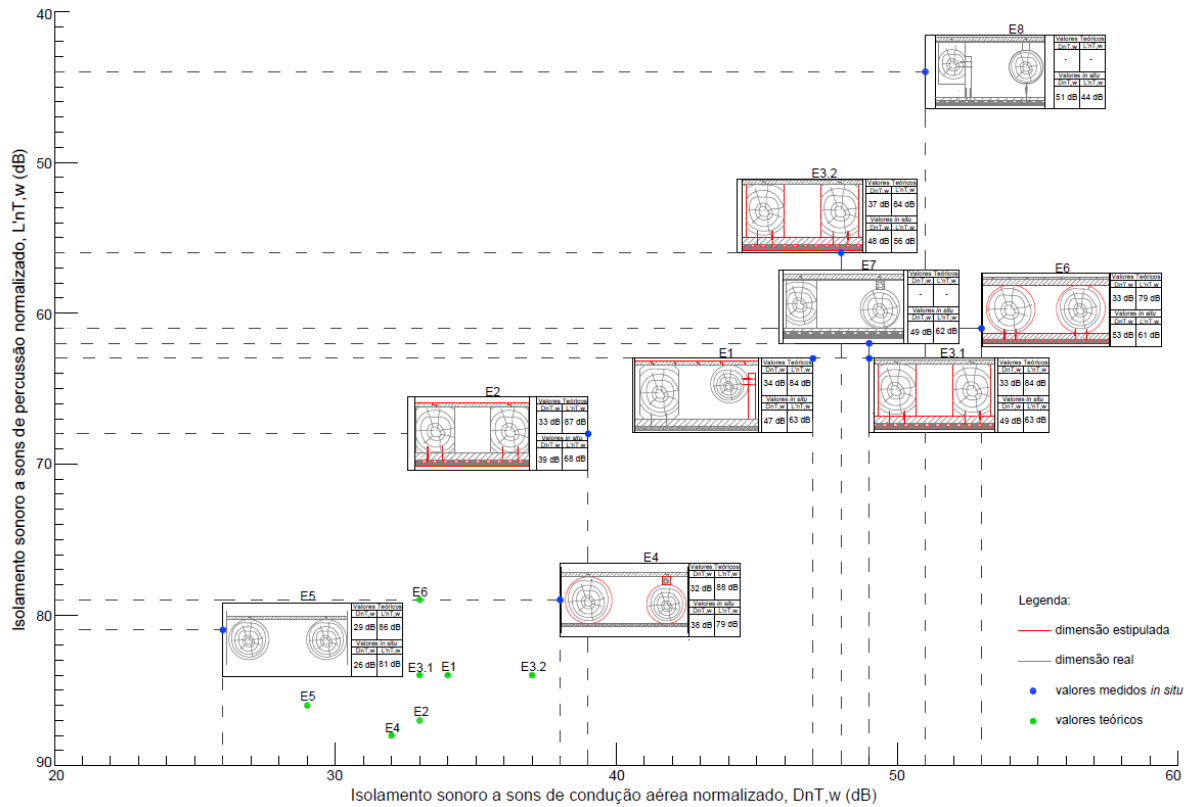 40
50
60
70
80
90
20
30
40
50
60
Isolamento sonoro a sons de percussão normalizado, L'nT,w (dB)
Isolamento sonoro a sons de condução aérea normalizado, DnT,w (dB)
E8
Valores Teóricos
DnT,w L'nT,w
- -
Valores in situ
DnT,w L'nT,w
51 dB 44 dB
E3.2
Valores Teóricos
DnT,w L'nT,w
37 dB 84 dB
Valores in situ
DnT,w L'nT,w
48 dB 56 dB
E7
Valores Teóricos
DnT,w L'nT,w
- -
Valores in situ
DnT,w L'nT,w
49 dB 62 dB
E6
Valores Teóricos
DnT,w L'nT,w
33 dB 79 dB
Valores in situ
DnT,w L'nT,w
53 dB 61 dB
E1
Valores Teóricos
DnT,w L'nT,w
34 dB 84 dB
Valores in situ
DnT,w L'nT,w
47 dB 63 dB
E3.1
Valores Teóricos
DnT,w L'nT,w
33 dB 84 dB
Valores in situ
DnT,w L'nT,w
49 dB 63 dB
E2
Valores Teóricos
DnT,w L'nT,w
33 dB 87 dB
Valores in situ
DnT,w L'nT,w
39 dB 68 dB
E4
Valores Teóricos
DnT,w L'nT,w
32 dB 88 dB
Valores in situ
DnT,w L'nT,w
38 dB 79 dB
E5
Valores Teóricos
DnT,w L'nT,w
29 dB 86 dB
Valores in situ
DnT,w L'nT,w
26 dB 81 dB
E6
E3.1 E1 E3.2
E5
E2
E4
Legenda:
dimensão estipulada
dimensão real
valores medidos in situ
valores teóricos